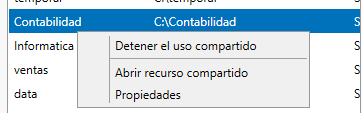 temporal C:\temporal S
Contabilidad C:\Contabilidad S
Informatica S
Detener el uso compartido
ventas S
Abrir recurso compartido
data S
Propiedades